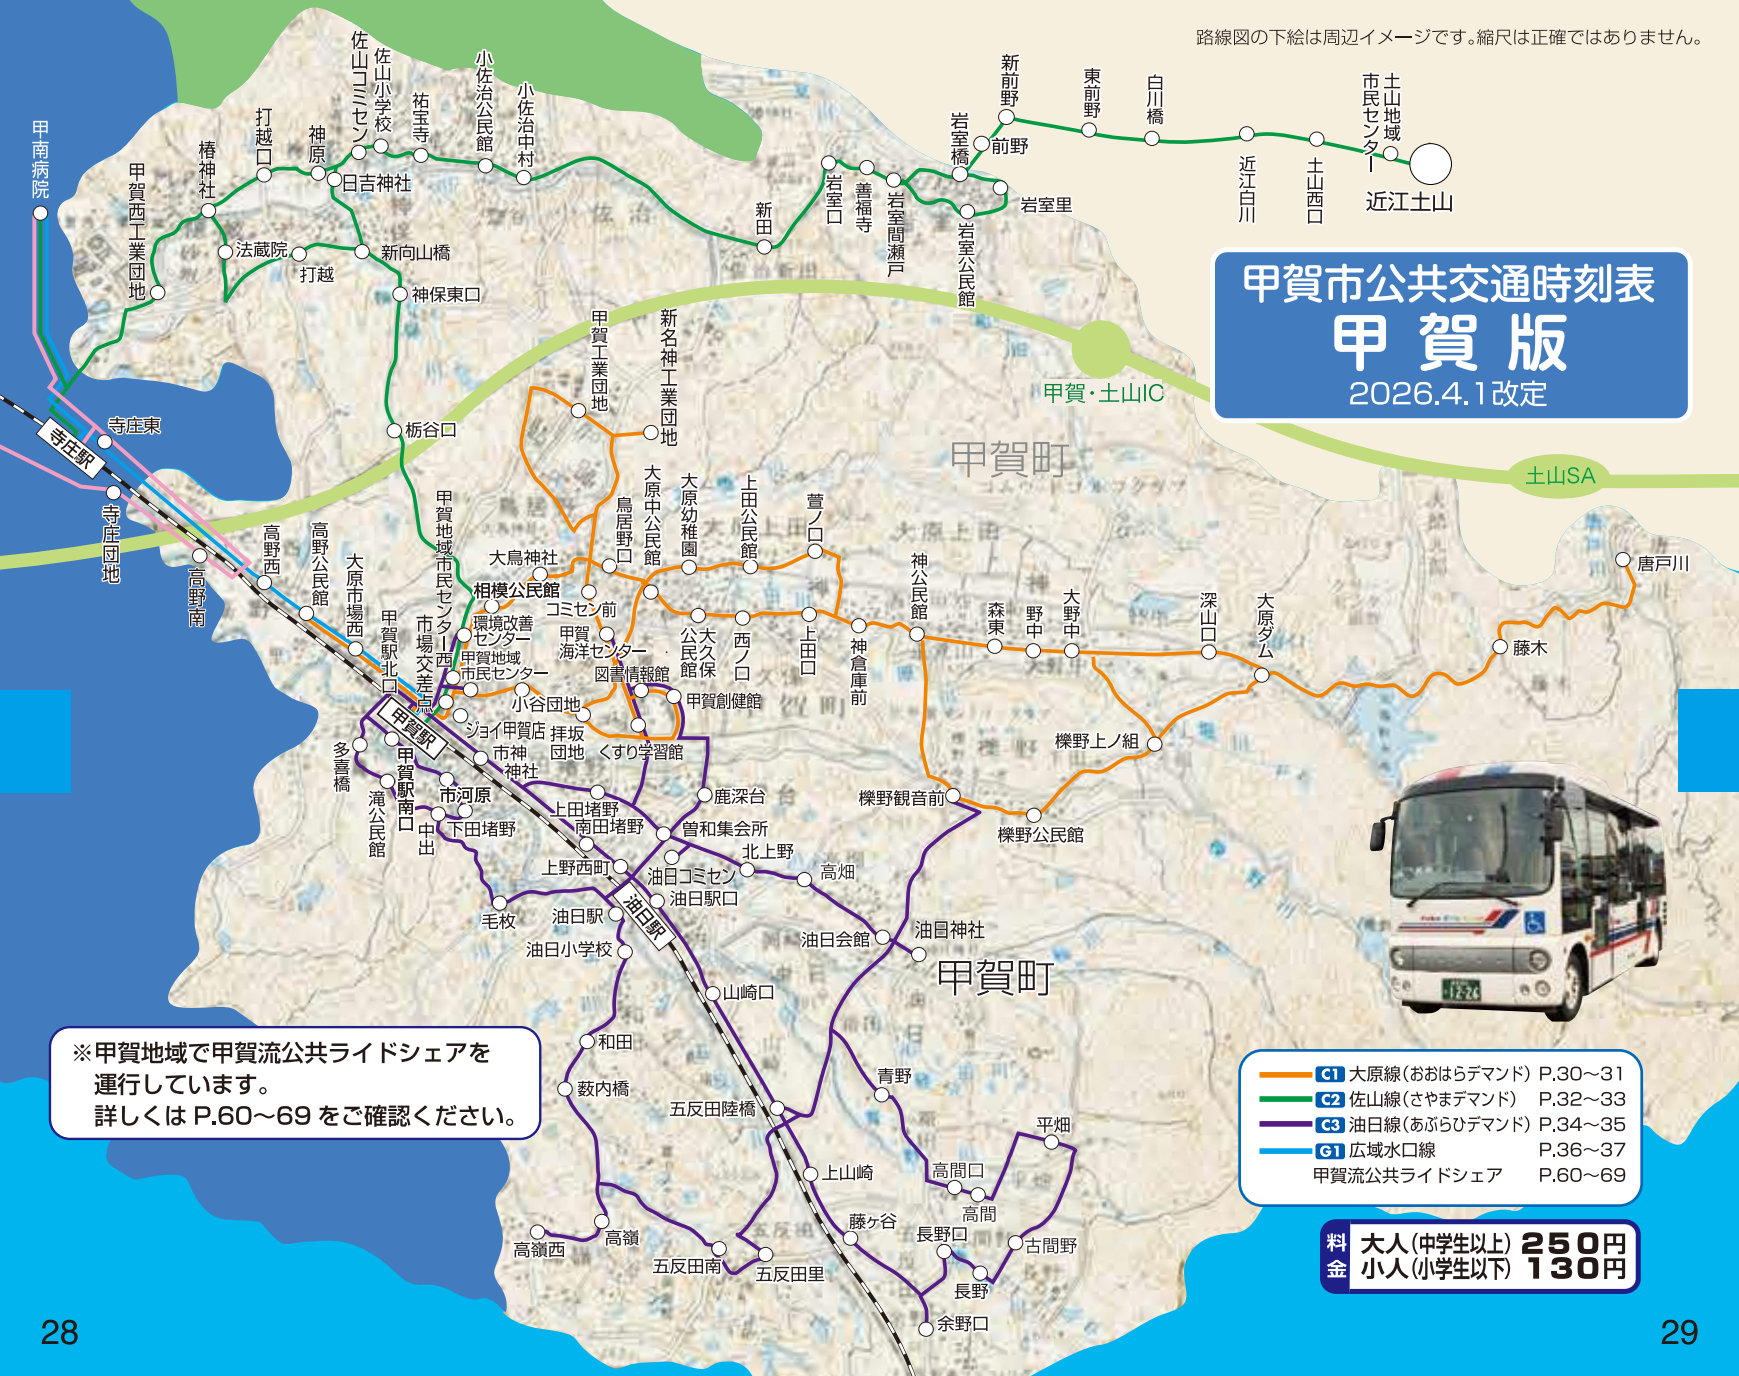 路線図の下絵は周辺イメージです。縮尺は正確ではありません。
甲南病院
甲賀西工業団地
椿神社
打越口
神原
佐山コミセン
佐山小学校
祐宝寺
小佐治公民館
小佐治中村
日吉神社
法蔵院
打越
新向山橋
神保東口
栃谷口
新田
岩室口
善福寺
岩室間瀬戸
岩室橋
岩室公民館
岩室里
前野
新前野
東前野
白川橋
近江白川
土山西口
土山地域
市民センター
近江土山
甲賀市公共交通時刻表
甲賀版
2026.4.1改定
甲賀・土山IC
土山SA
甲賀町
寺庄東
寺庄駅
寺庄団地
高野南
高野西
高野公民館
大原市場西
甲賀駅北口
市場交差点
甲賀地域市民センター西
甲賀工業団地
新名神工業団地
大鳥神社
相模公民館
環境改善
センター
甲賀地域
市民センター
コミセン前
甲賀
海洋センター
図書情報館
鳥居野口
大原中公民館
大原幼稚園
上田公民館
萱ノ口
大久保
公民館
西ノ口
上田口
神倉庫前
神公民館
森東
野中
大野中
深山口
大原ダム
藤木
唐戸川
小谷団地
ジョイ甲賀店
拝坂
団地
くすり学習館
甲賀創健館
甲賀駅
多喜橋
滝公民館
甲賀駅南口
中出
市河原
下田堵野
市神
神社
上田堵野
南田堵野
上野西町
鹿深台
曽和集会所
油日コミセン
北上野
高畑
油日駅口
油日駅
油日駅
毛枚
油日小学校
油日会館
油日神社
甲賀町
櫟野上ノ組
櫟野観音前
櫟野公民館
山崎口
和田
薮内橋
五反田陸橋
青野
平畑
高間口
高間
上山崎
藤ヶ谷
長野口
古間野
長野
余野口
高嶺
高嶺西
五反田南
五反田里
12-26
※甲賀地域で甲賀流公共ライドシェアを
運行しています。
詳しくは P.60〜69 をご確認ください。
C1 大原線(おおはらデマンド) P.30〜31
C2 佐山線(さやまデマンド) P.32〜33
C3 油日線(あぶらひデマンド) P.34〜35
G1 広域水口線 P.36〜37
甲賀流公共ライドシェア P.60〜69
料金
大人(中学生以上) 250円
小人(小学生以下) 130円
28
29